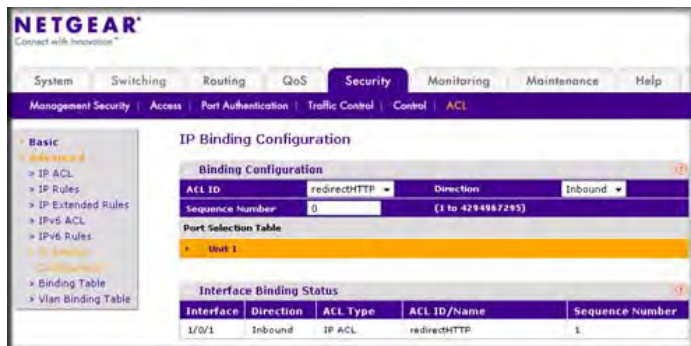 NETGEAR®
Connect with Innovation™
System Switching Routing QoS Security Monitoring Maintenance Help
Management Security Access Port Authentication Traffic Control Control ACL
Basic
Advanced
» IP ACL
» IP Rules
» IP Extended Rules
» IPv6 ACL
» IPv6 Rules
» IP Binding
Configuration
» Binding Table
» Vlan Binding Table
IP Binding Configuration
Binding Configuration
ACL ID redirectHTTP Direction Inbound
Sequence Number 0 (1 to 4294967295)
Port Selection Table
Unit 1
Interface Binding Status
Interface Direction ACL Type ACL ID/Name Sequence Number
1/0/1 Inbound IP ACL redirectHTTP 1